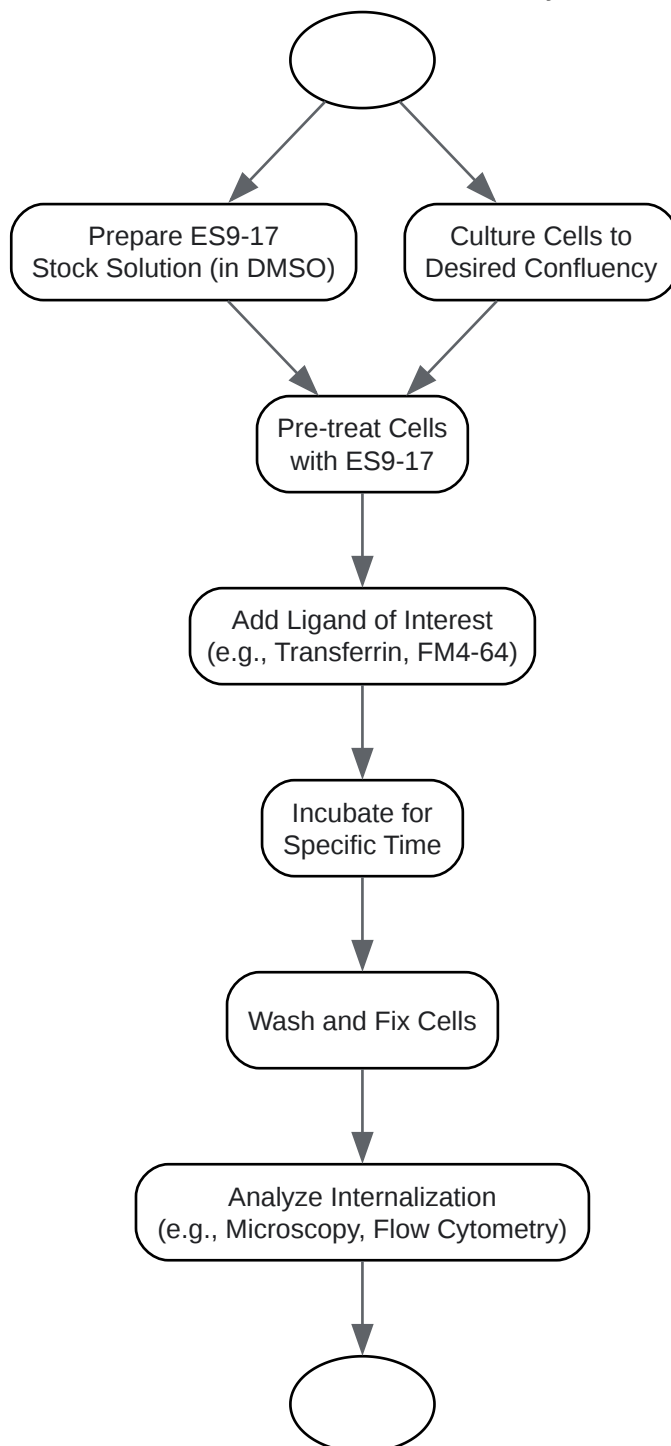 Prepare ES9-17
Stock Solution (in DMSO)
Culture Cells to
Desired Confluency
Pre-treat Cells
with ES9-17
Add Ligand of Interest
(e.g., Transferrin, FM4-64)
Incubate for
Specific Time
Wash and Fix Cells
Analyze Internalization
(e.g., Microscopy, Flow Cytometry)